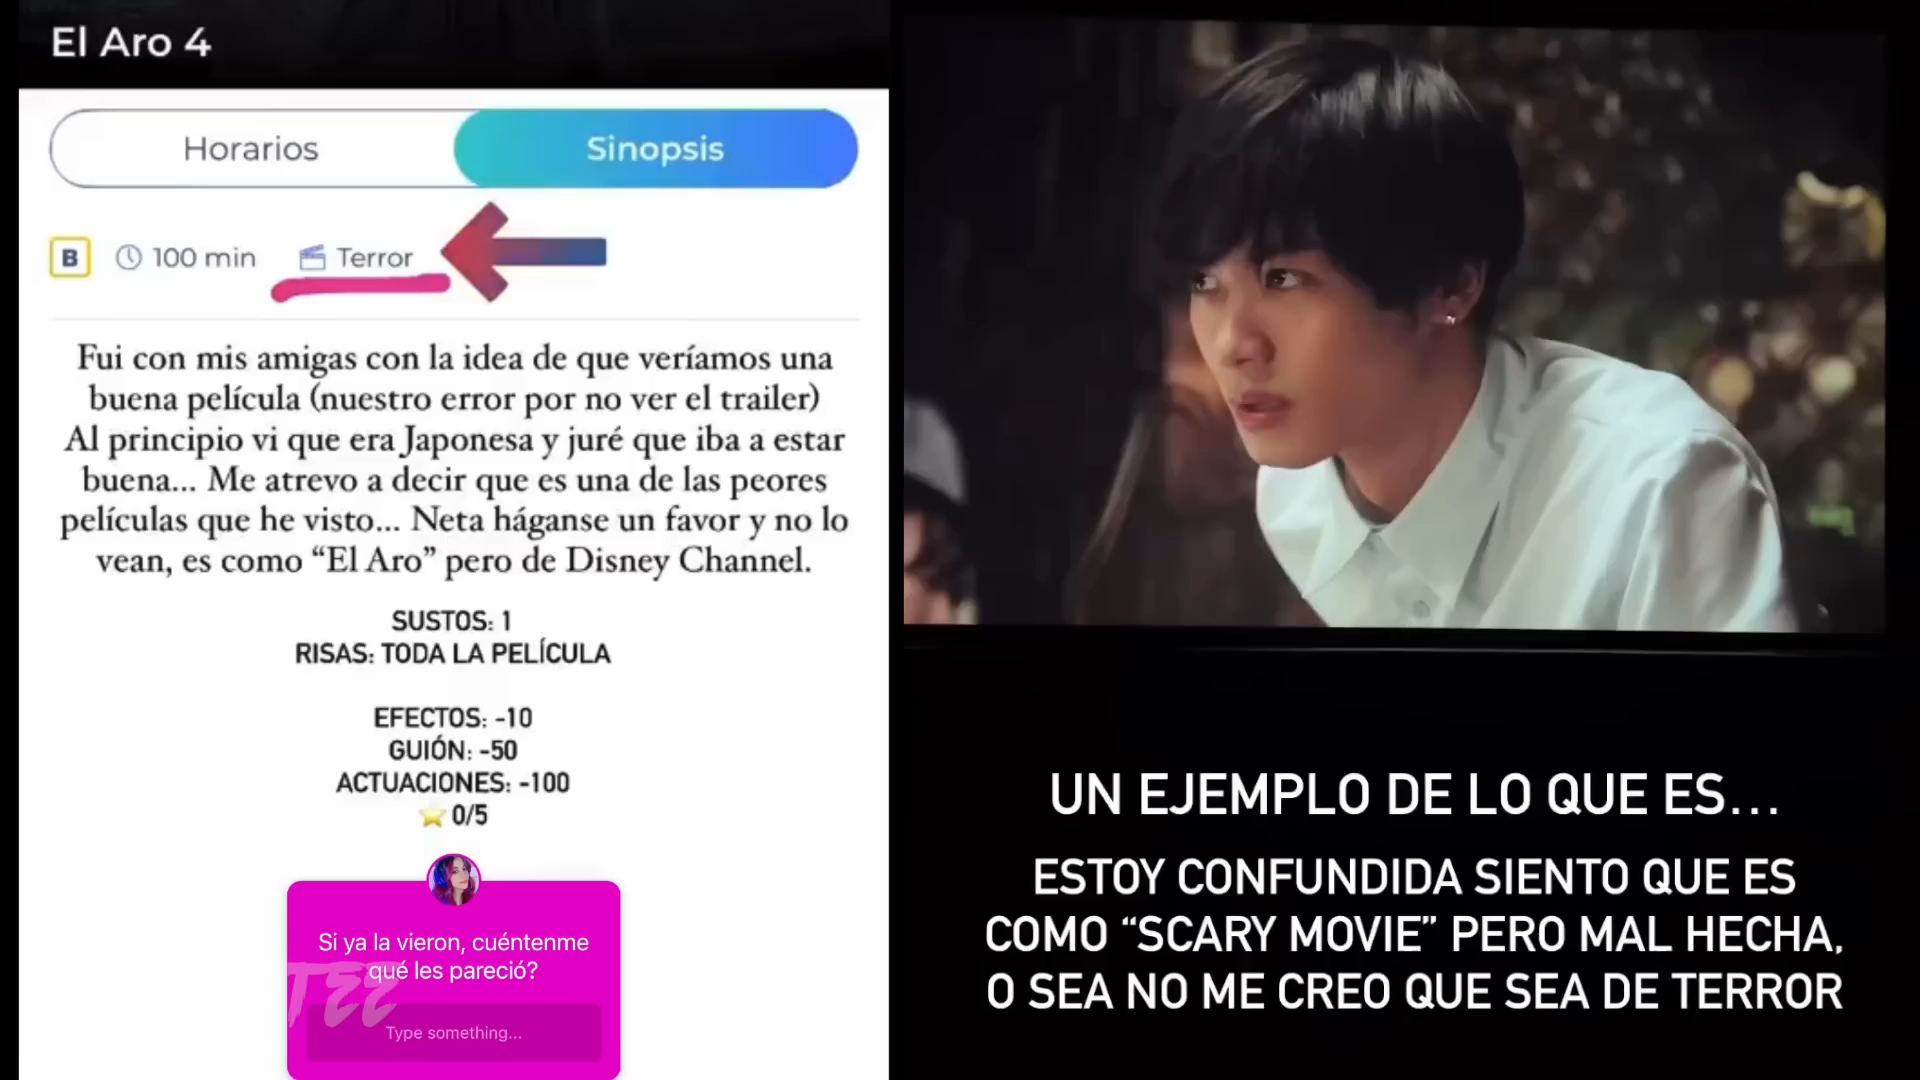 El Aro 4
Horarios
Sinopsis
B
100 min
Terror
Fui con mis amigas con la idea de que veríamos una
buena película (nuestro error por no ver el trailer)
Al principio vi que era Japonesa y juré que iba a estar
buena... Me atrevo a decir que es una de las peores
películas que he visto... Neta háganse un favor y no lo
vean, es como “El Aro” pero de Disney Channel.
SUSTOS: 1
RISAS: TODA LA PELÍCULA
EFECTOS: -10
GUIÓN: -50
ACTUACIONES: -100
⭐ 0/5
Si ya la vieron, cuéntenme
qué les pareció?
TEZ
Type something...
UN EJEMPLO DE LO QUE ES...
ESTOY CONFUNDIDA SIENTO QUE ES
COMO “SCARY MOVIE” PERO MAL HECHA,
O SEA NO ME CREO QUE SEA DE TERROR